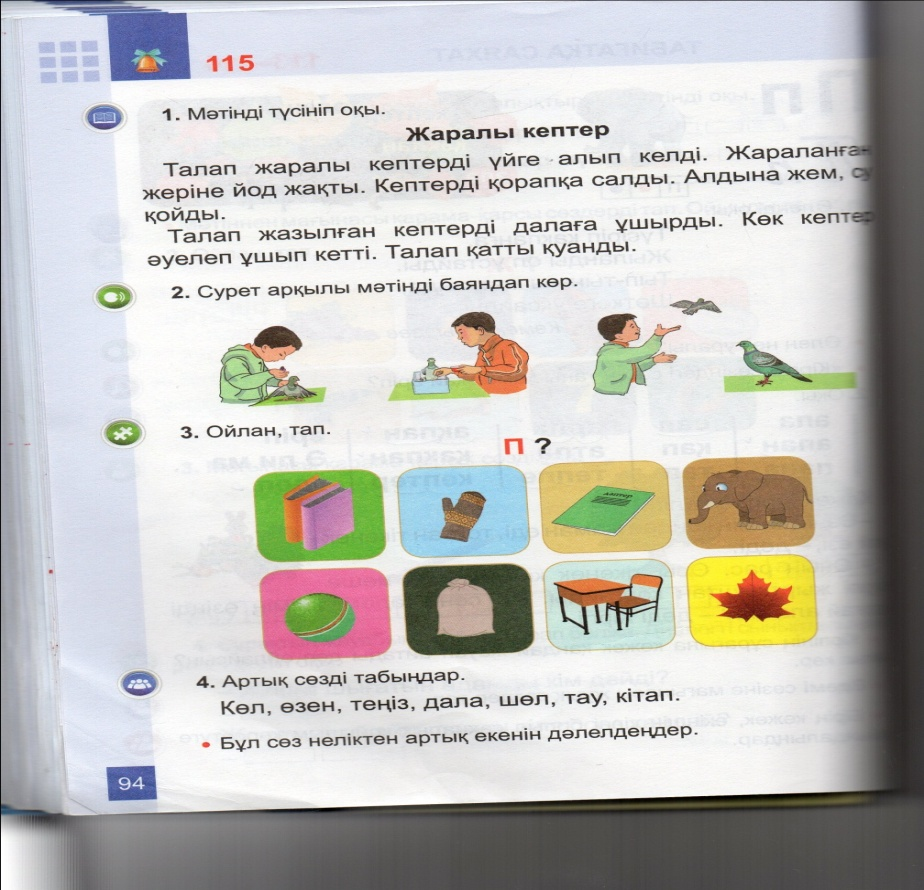 115
1. Мәтінді түсініп оқы.
Жаралы кептер
Талап жаралы кептерді үйге алып келді. Жараланған
жеріне йод жақты. Кептерді қорапқа салды. Алдына жем, су
қойды.
Талап жазылған кептерді далаға ұшырды. Көк кептер
әуелеп ұшып кетті. Талап қатты қуанды.
2. Сурет арқылы мәтінді баяндап көр.
3. Ойлан, тап.
П ?
дәптер
4. Артық сөзді табыңдар.
Көл, өзен, теңіз, дала, шөл, тау, кітап.
• Бұл сөз неліктен артық екенін дәлелдеңдер.
94